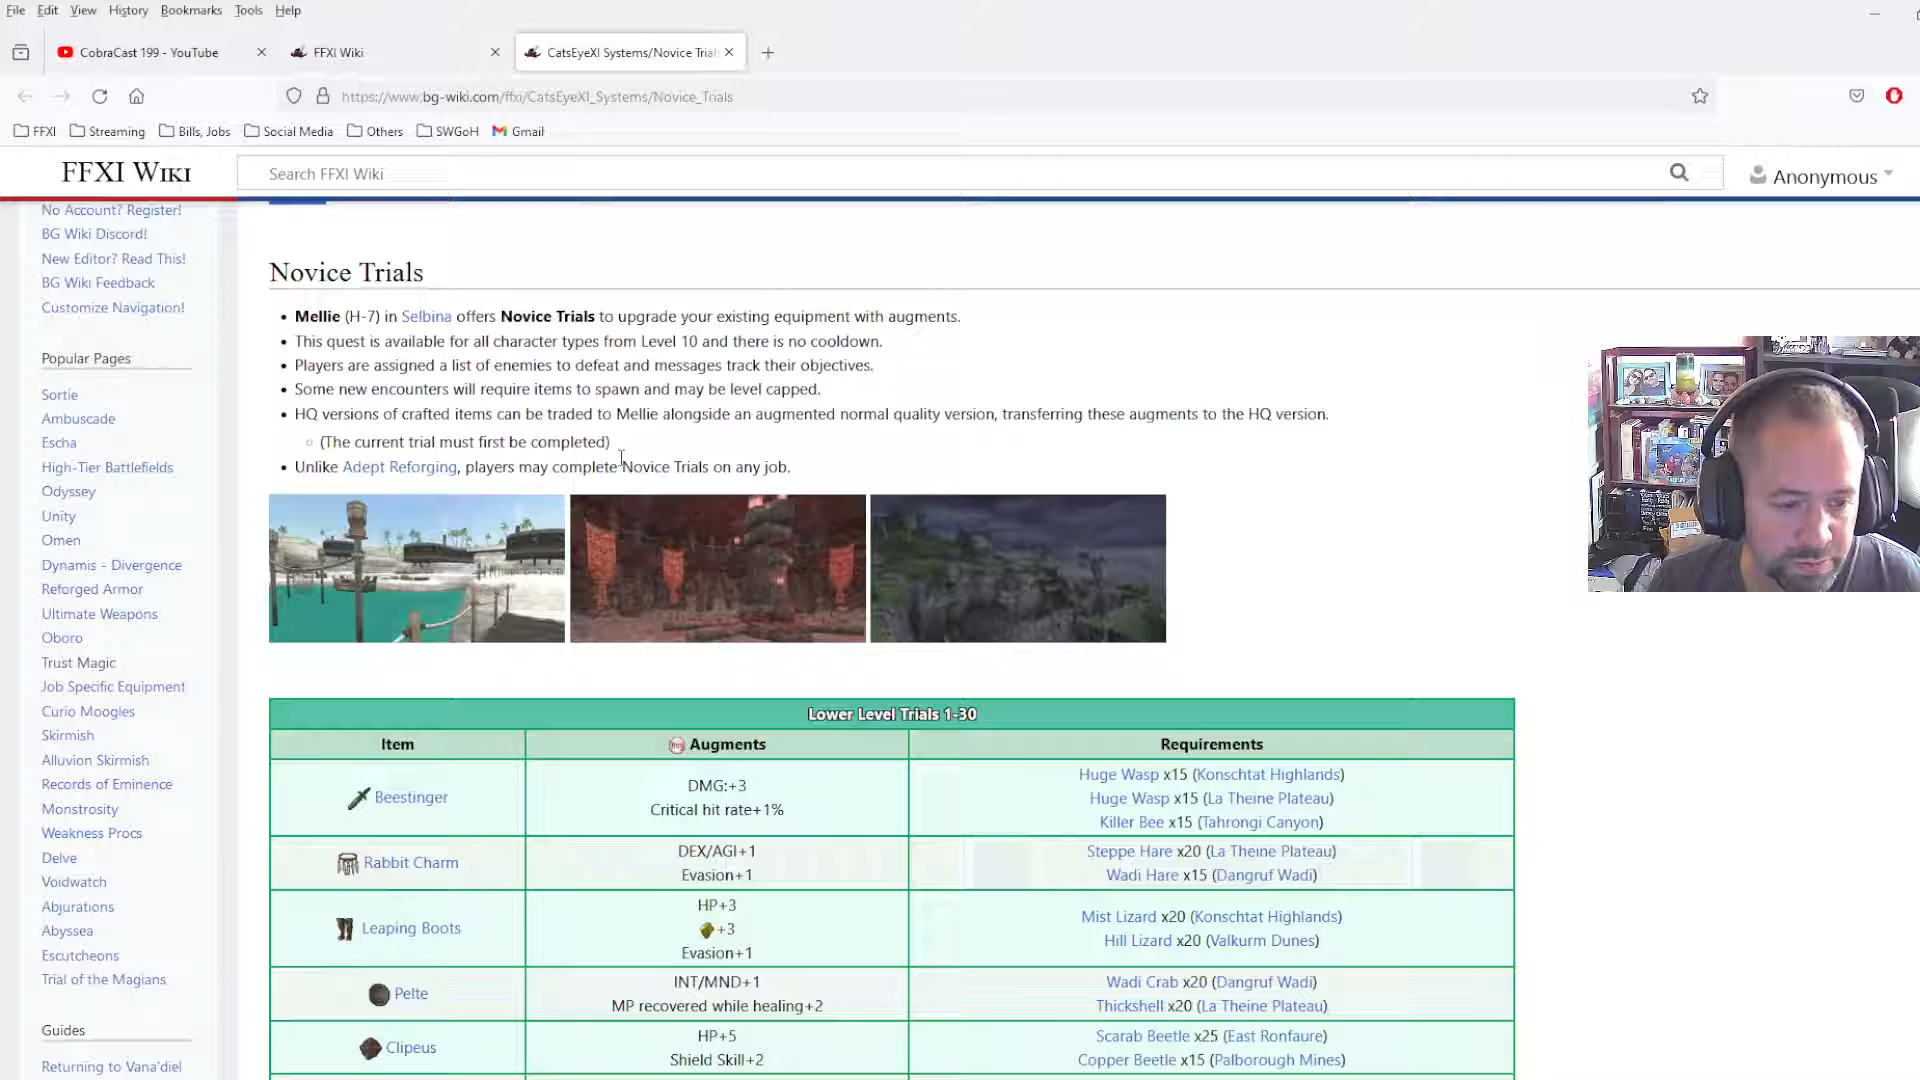 File Edit View History Bookmarks Tools Help
CobraCast 199 - YouTube
FFXI Wiki
CatsEyeXI Systems/Novice Trial
https://www.bg-wiki.com/ffxi/CatsEyeXI_Systems/Novice_Trials
FFXI Streaming Bills, Jobs Social Media Others SWGoH Gmail
FFXI Wiki
Search FFXI Wiki
Anonymous
No Account? Register!
BG Wiki Discord!
New Editor? Read This!
BG Wiki Feedback
Customize Navigation!
Popular Pages
Sortie
Ambuscade
Escha
High-Tier Battlefields
Odyssey
Unity
Omen
Dynamis - Divergence
Reforged Armor
Ultimate Weapons
Oboro
Trust Magic
Job Specific Equipment
Curio Moogles
Skirmish
Alluvion Skirmish
Records of Eminence
Monstrosity
Weakness Procs
Delve
Voidwatch
Abjurations
Abyssea
Escutcheons
Trial of the Magians
Guides
Returning to Vana'diel
Novice Trials
Mellie (H-7) in Selbina offers Novice Trials to upgrade your existing equipment with augments.
This quest is available for all character types from Level 10 and there is no cooldown.
Players are assigned a list of enemies to defeat and messages track their objectives.
Some new encounters will require items to spawn and may be level capped.
HQ versions of crafted items can be traded to Mellie alongside an augmented normal quality version, transferring these augments to the HQ version.
(The current trial must first be completed)
Unlike Adept Reforging, players may complete Novice Trials on any job.
Lower Level Trials 1-30
Item Augments Requirements
Beestinger
DMG:+3
Critical hit rate+1%
Huge Wasp x15 (Konschtat Highlands)
Huge Wasp x15 (La Theine Plateau)
Killer Bee x15 (Tahrongi Canyon)
Rabbit Charm
DEX/AGI+1
Evasion+1
Steppe Hare x20 (La Theine Plateau)
Wadi Hare x15 (Dangruf Wadi)
Leaping Boots
HP+3
+3
Evasion+1
Mist Lizard x20 (Konschtat Highlands)
Hill Lizard x20 (Valkurm Dunes)
Pelte
INT/MND+1
MP recovered while healing+2
Wadi Crab x20 (Dangruf Wadi)
Thickshell x20 (La Theine Plateau)
Clipeus
HP+5
Shield Skill+2
Scarab Beetle x25 (East Ronfaure)
Copper Beetle x15 (Palborough Mines)